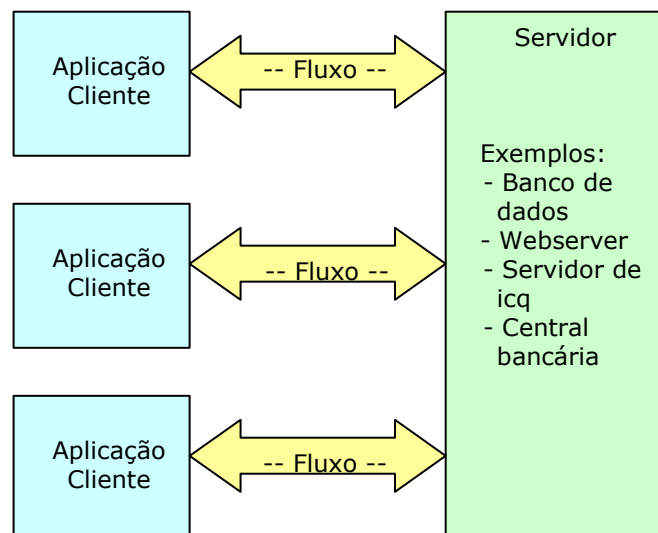 Aplicação
Cliente
-- Fluxo --
Servidor
Exemplos:
- Banco de
dados
- Webserver
- Servidor de
icq
- Central
bancária
Aplicação
Cliente
-- Fluxo --
Aplicação
Cliente
-- Fluxo --